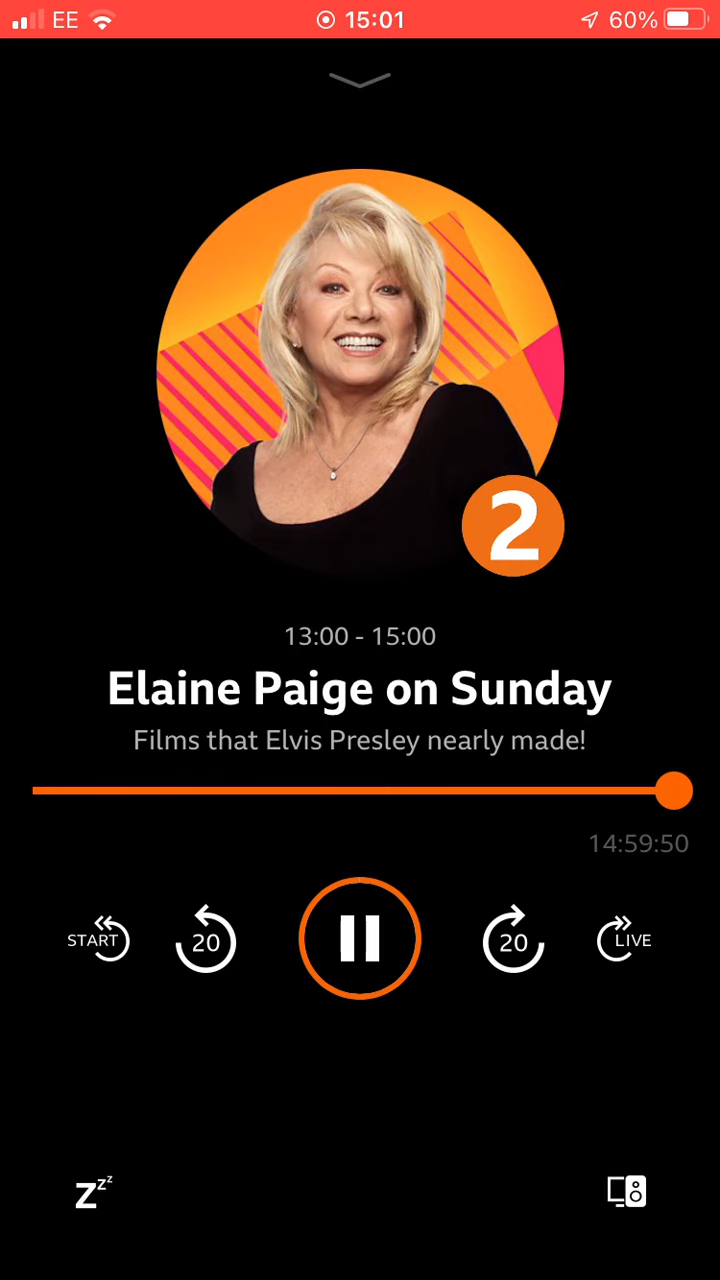 EE 15:01 60%
2
13:00 - 15:00
Elaine Paige on Sunday
Films that Elvis Presley nearly made!
14:59:50
START 20 20 LIVE
Zzz